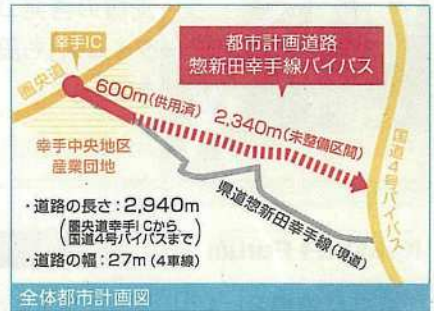 幸手IC
圏央道
都市計画道路
惣新田幸手線バイパス
600m(供用済)
2,340m(未整備区間)
幸手中央地区
産業団地
国道4号バイパス
県道惣新田幸手線(現道)
・道路の長さ:2,940m
(圏央道幸手ICから
国道4号バイパスまで)
・道路の幅:27m(4車線)
全体都市計画図